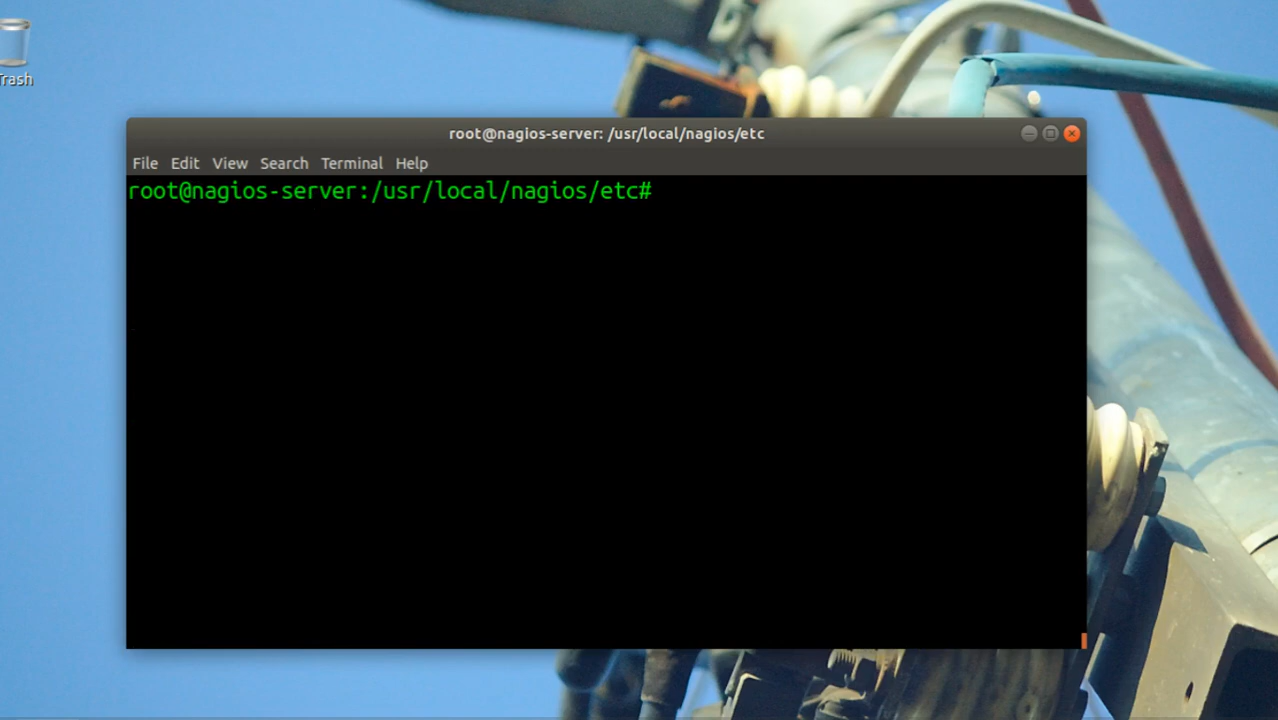 Trash
root@nagios-server: /usr/local/nagios/etc
File Edit View Search Terminal Help
root@nagios-server:/usr/local/nagios/etc#